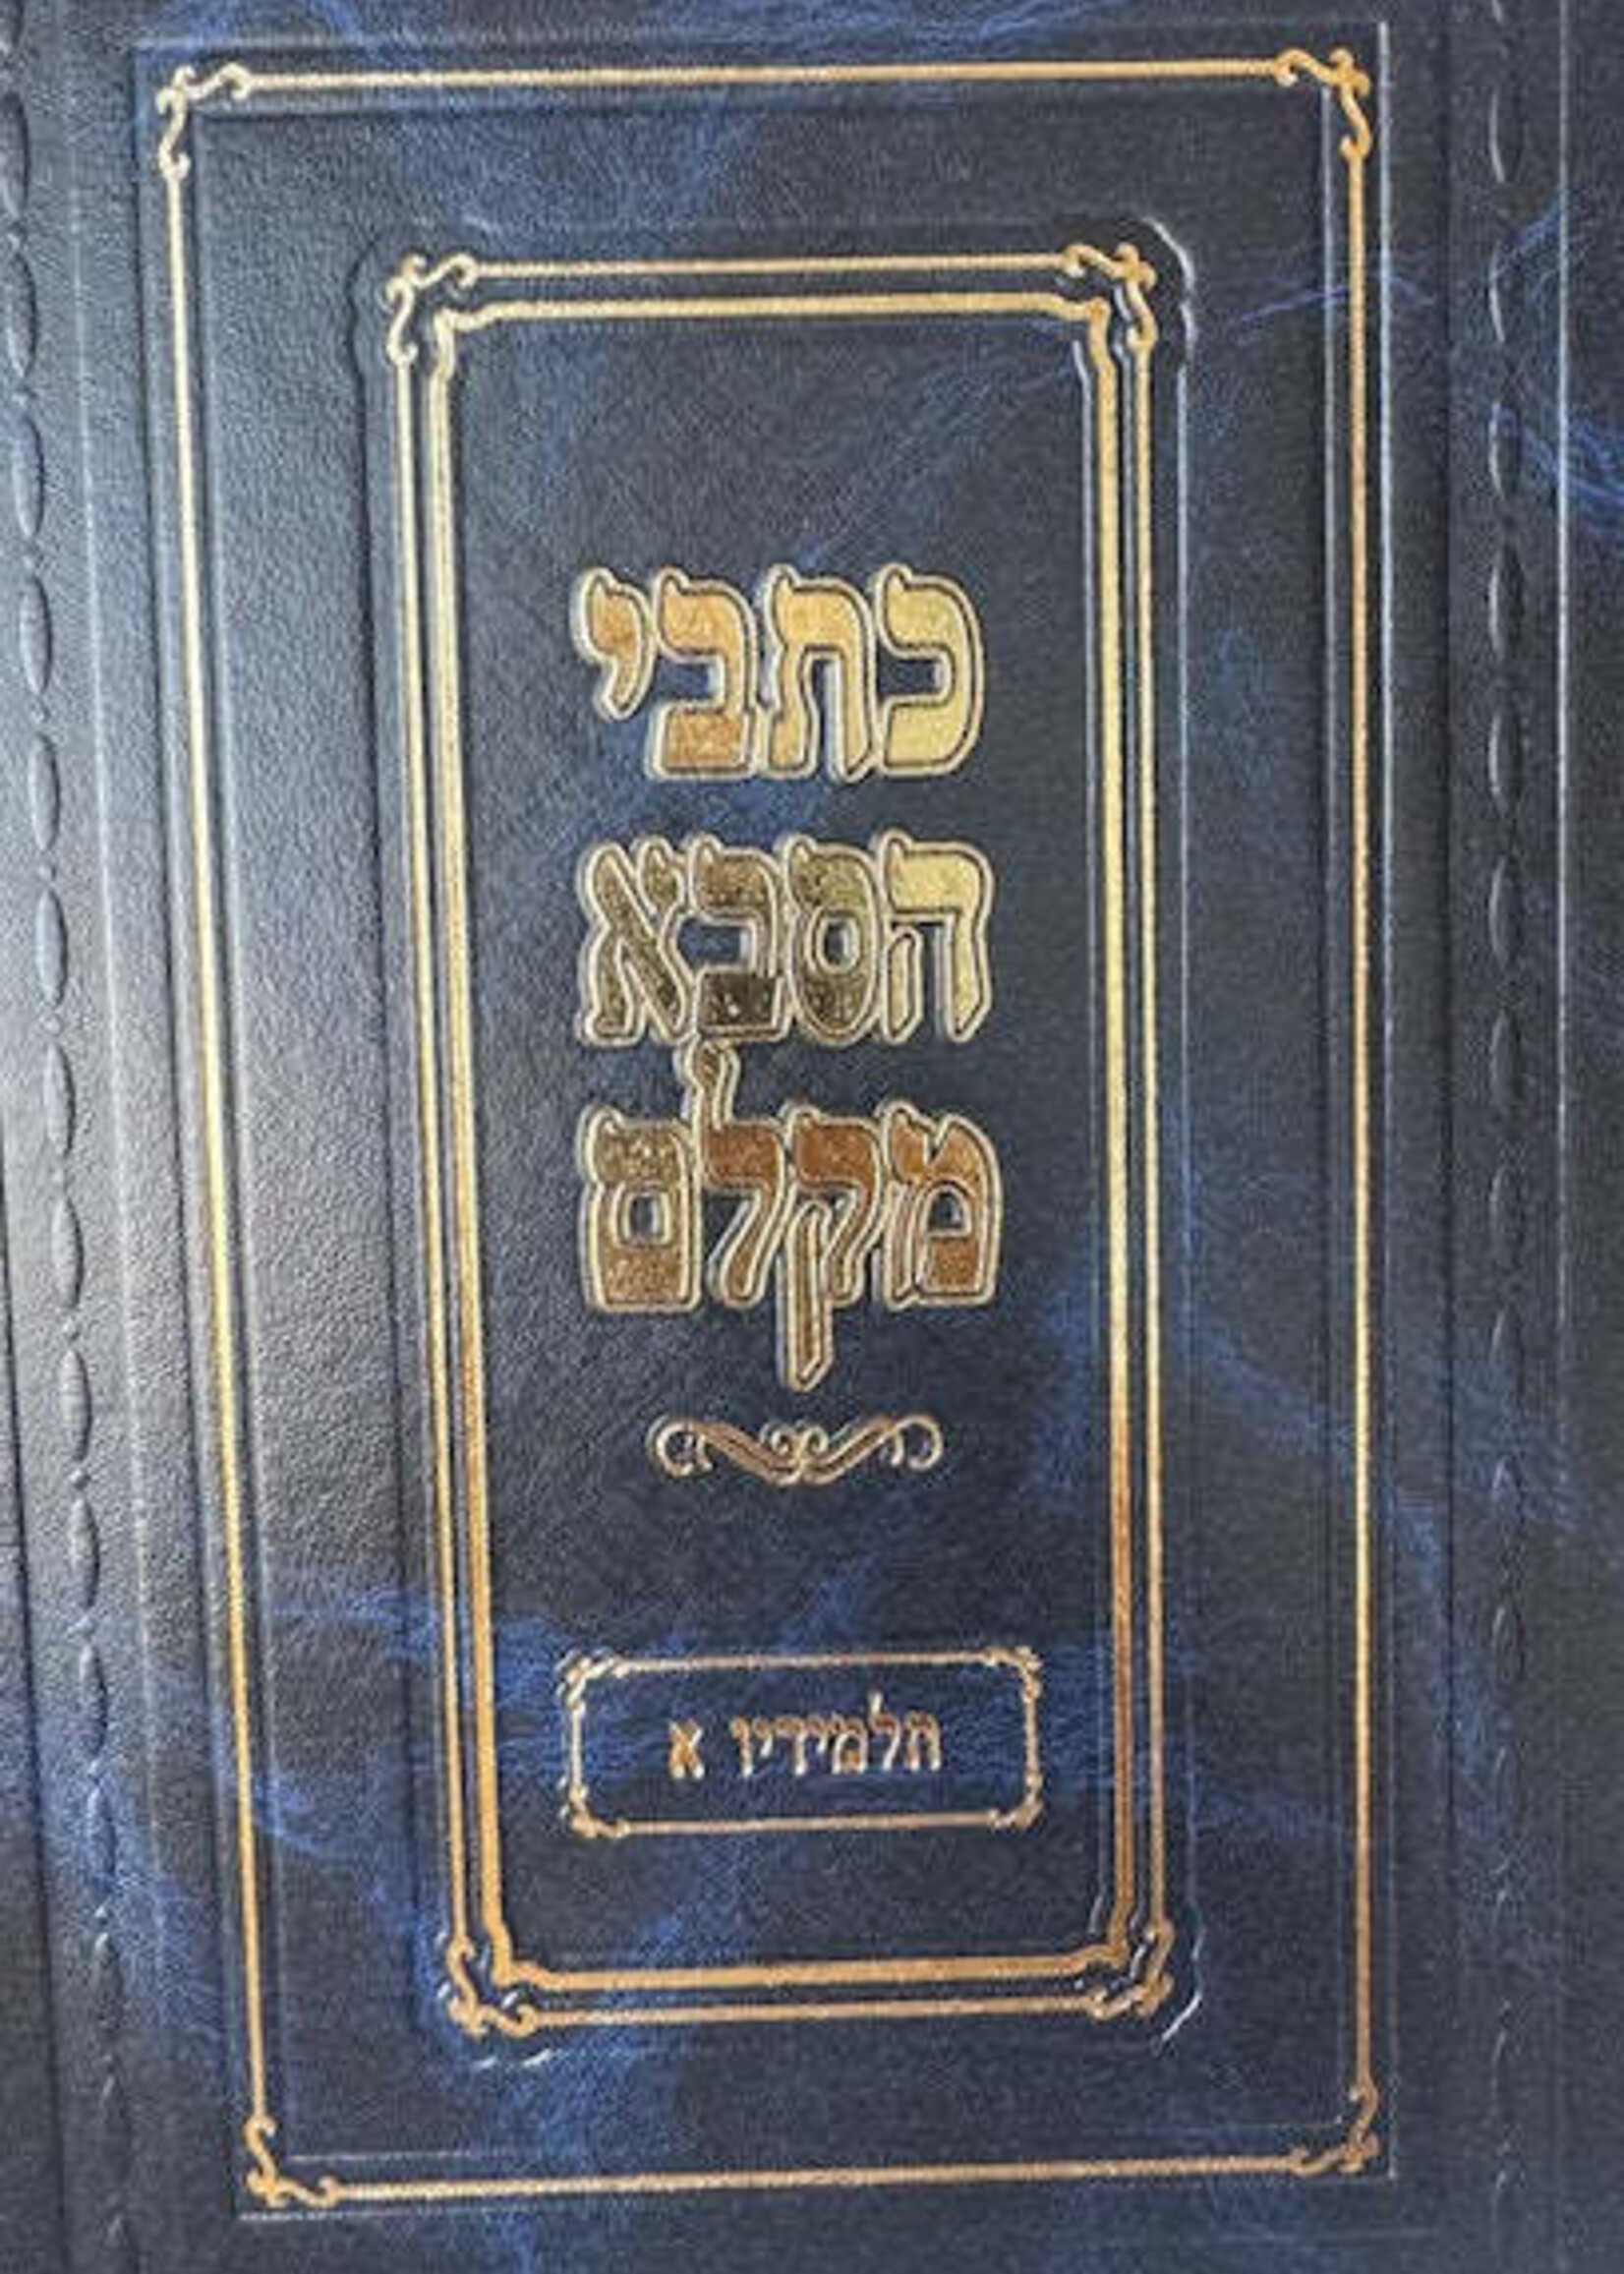 כתבי
הסבא
מקלם
תלמידיו א